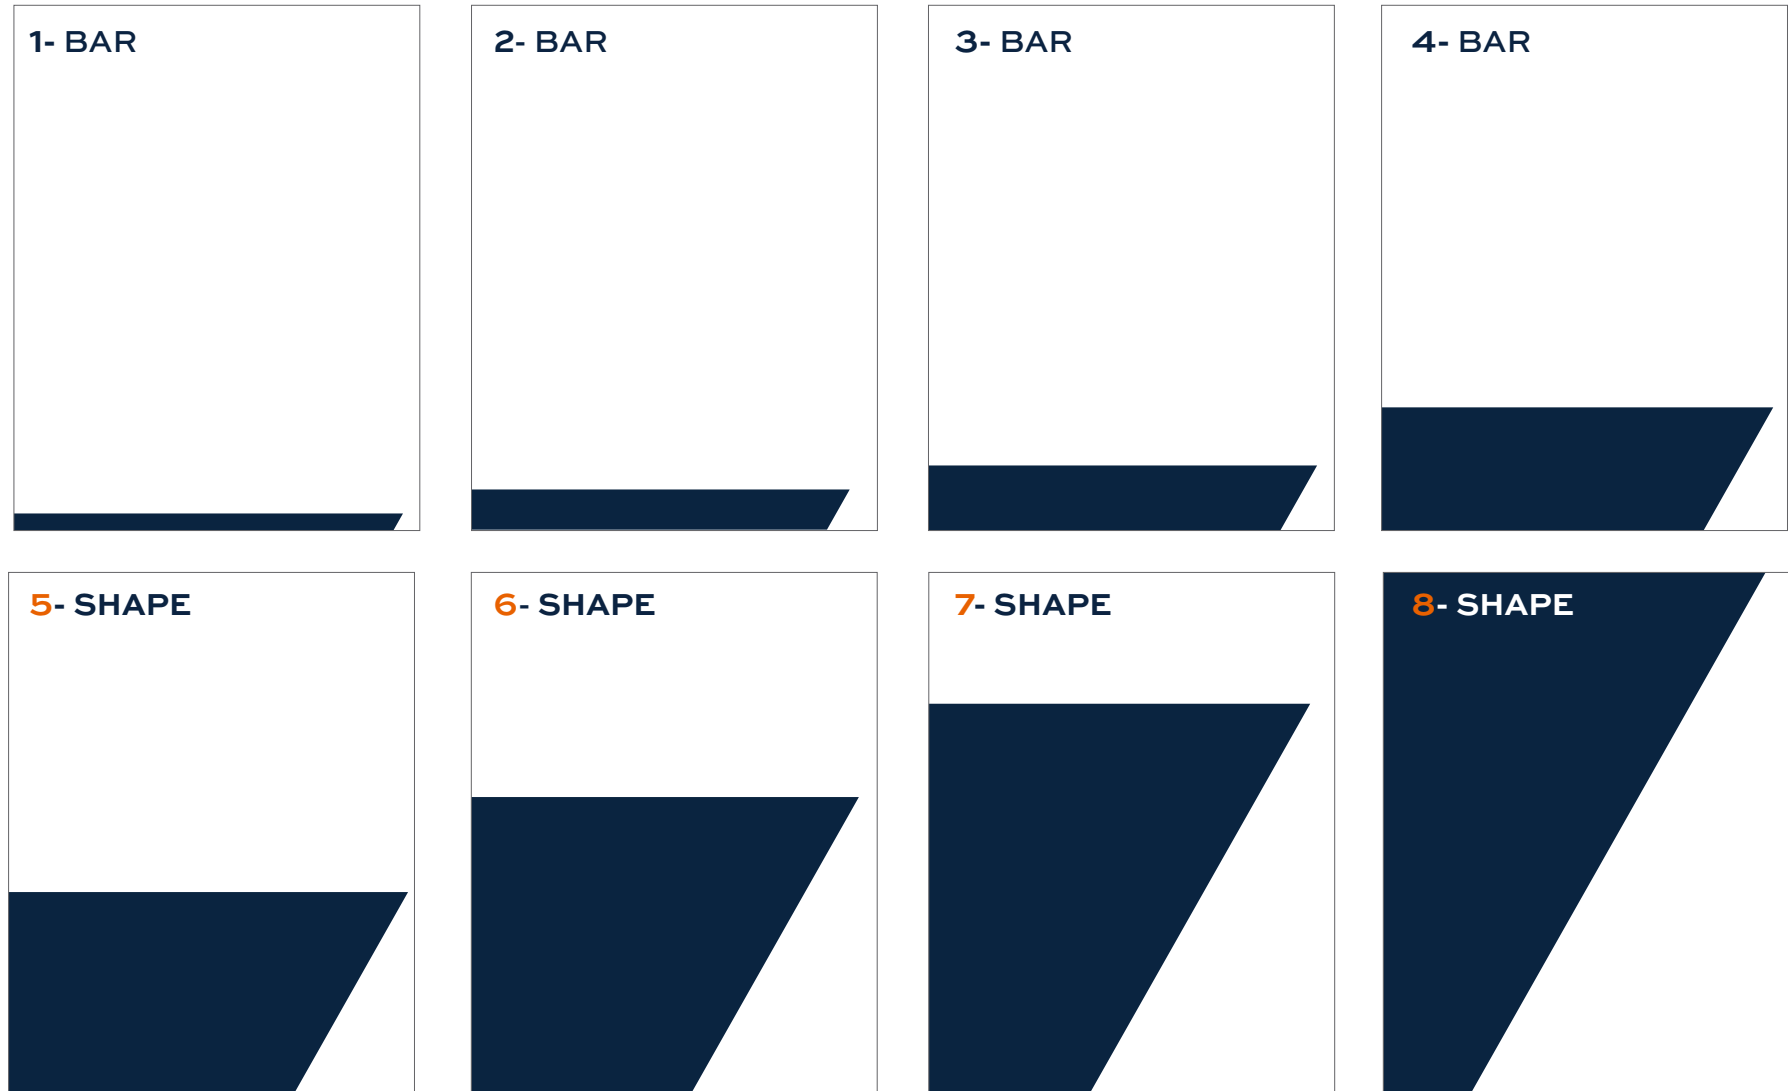 1- BAR
2- BAR
3- BAR
4- BAR
5- SHAPE
6- SHAPE
7- SHAPE
8- SHAPE